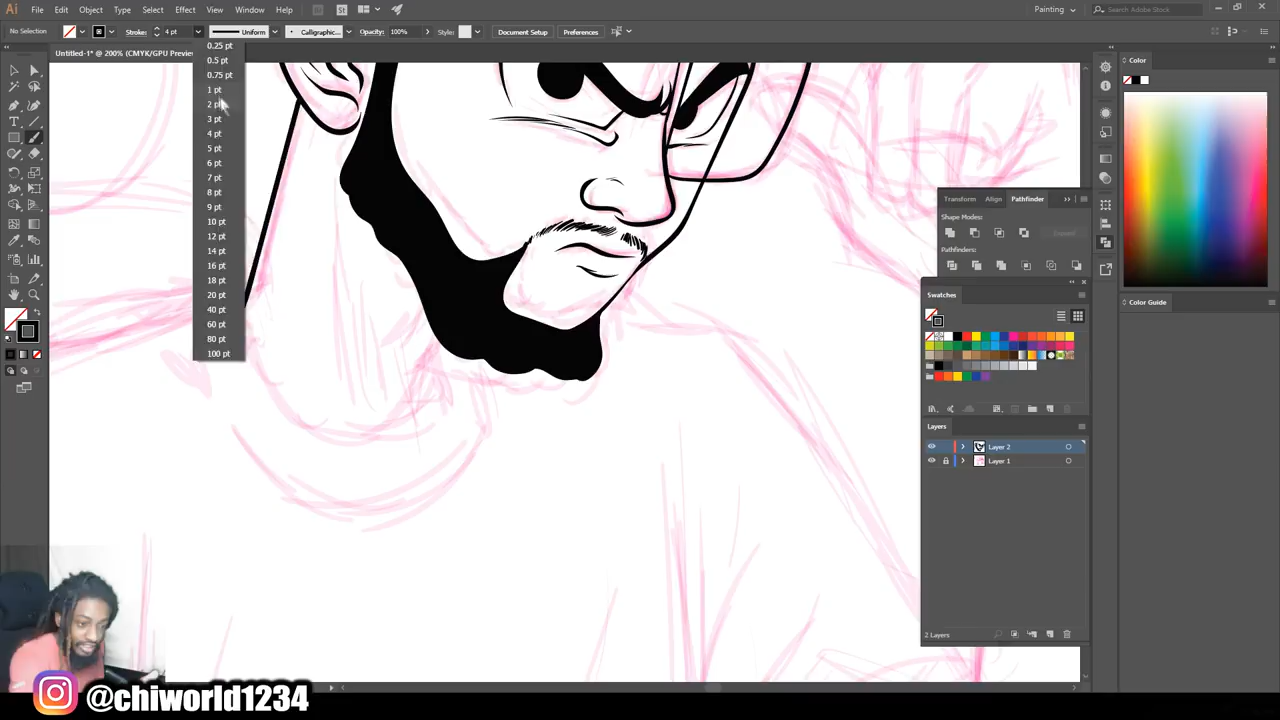 Ai File Edit Object Type Select Effect View Window Help
Br St
Painting
Search Adobe Stock
No Selection Stroke: 4 pt Uniform Calligraphic... Opacity: 100% Style: Document Setup Preferences
Untitled-1* @ 200% (CMYK/GPU Preview
0.25 pt
0.5 pt
0.75 pt
1 pt
2 pt
3 pt
4 pt
5 pt
6 pt
7 pt
8 pt
9 pt
10 pt
12 pt
14 pt
16 pt
18 pt
20 pt
40 pt
60 pt
80 pt
100 pt
Color
Transform Align Pathfinder
Shape Modes:
Expand
Pathfinders:
Swatches
Color Guide
Layers
Layer 2
Layer 1
2 Layers
@chiworld1234